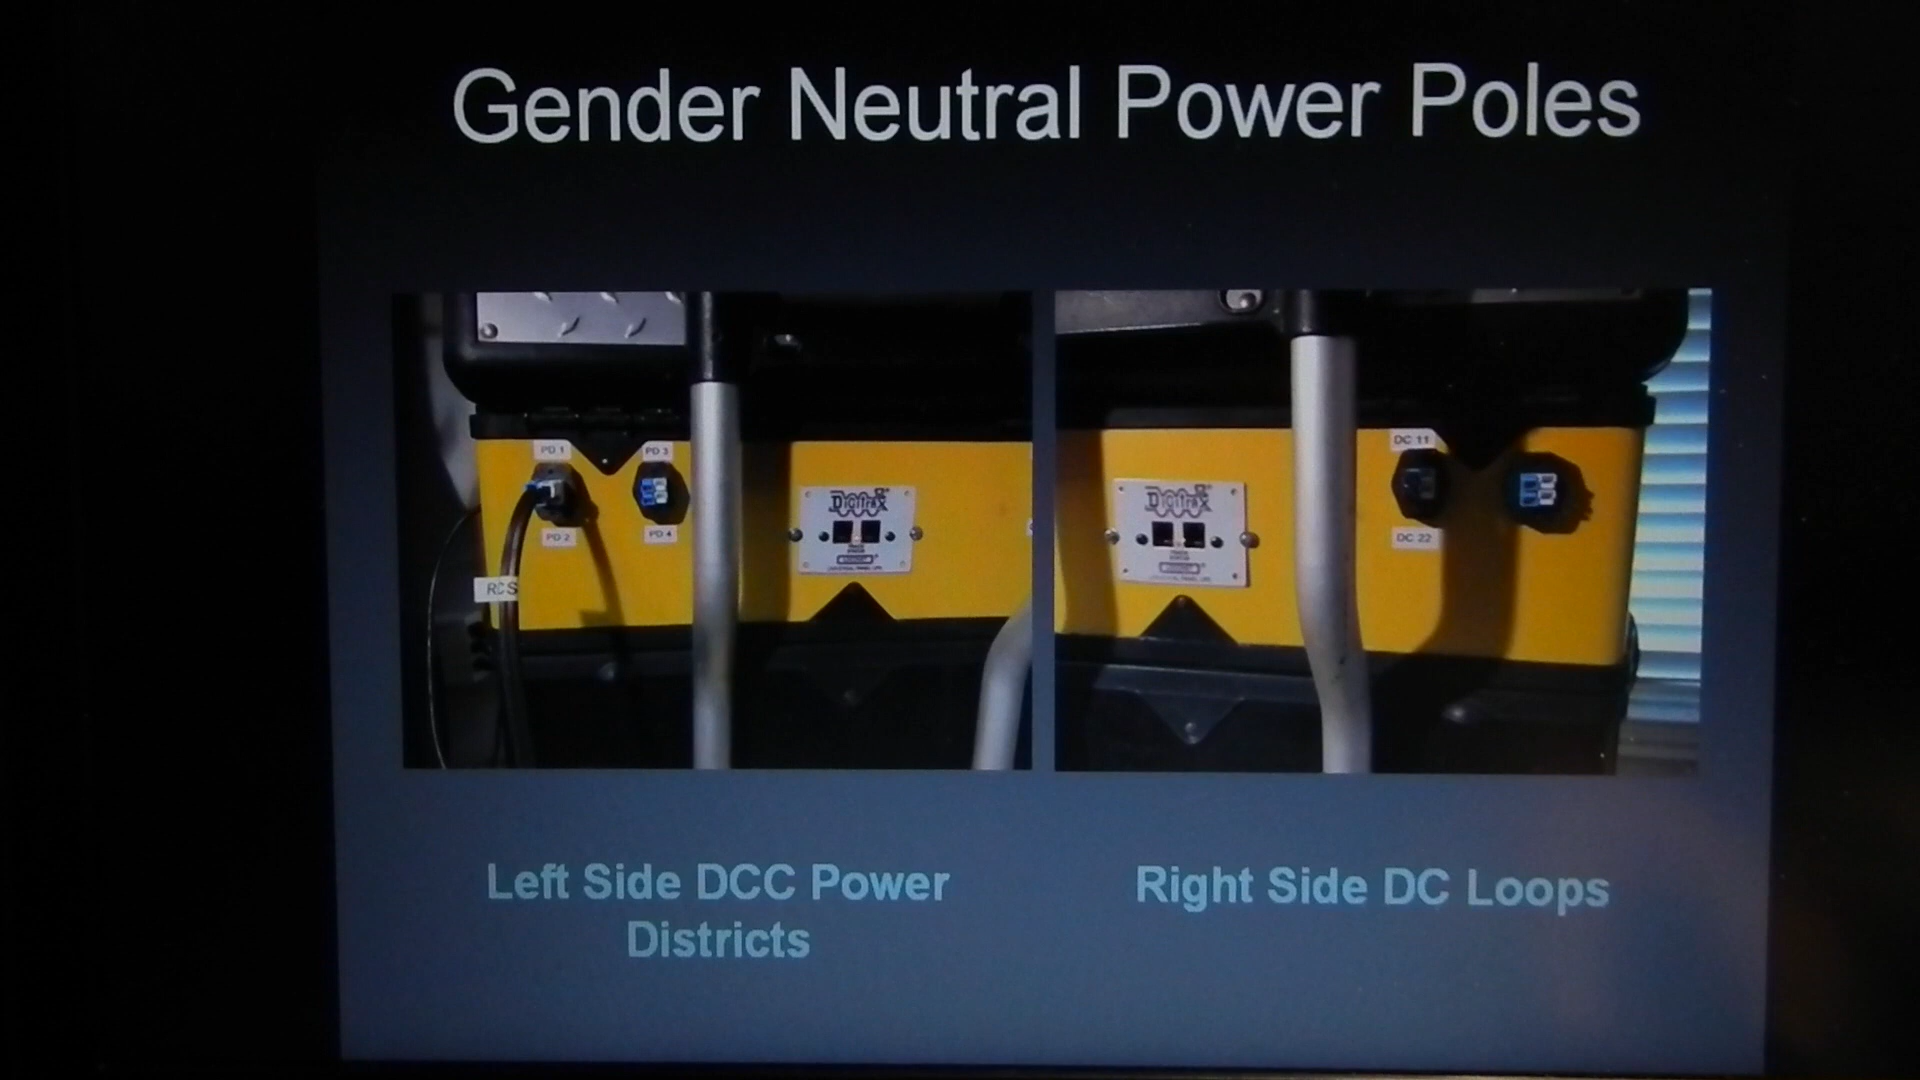 Gender Neutral Power Poles
PD 1
PD 3
PD 2
PD 4
DIGITRAX
DC 11
DC 22
DIGITRAX
Left Side DCC Power
Districts
Right Side DC Loops